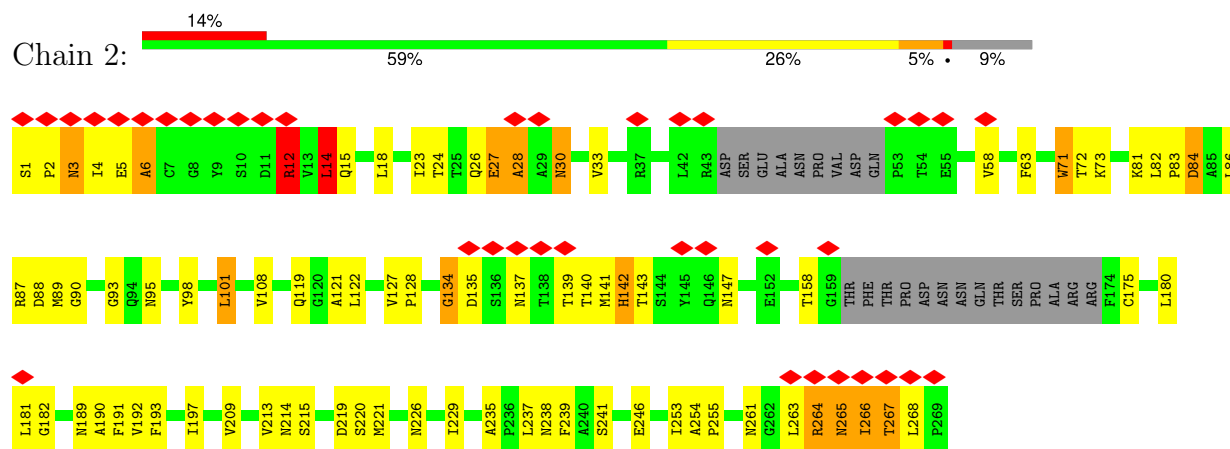 14%
Chain 2:
59% 26% 5% • 9%
S1 P2 N3 I4 E5 A6 C7 G8 Y9 S10 D11 R12 V13 L14 Q15 L18 I23 T24 T25 Q26 E27 A28 A29 N30 V33 R37 L42 R43 ASP SER GLU ALA ASN PRO VAL ASP GLN P53 T54 E55 V58 F63 W71 T72 K73 K81 L82 P83 D84 A85 L86
R87 D88 M89 G90 G93 Q94 N95 Y98 L101 V108 Q119 G120 A121 L122 V127 P128 G134 D135 S136 N137 T138 T139 T140 M141 H142 T143 S144 Y145 Q146 N147 E152 T158 G159 THR PHE THR PRO ASP ASN ASN GLN THR SER PRO ALA ARG ARG F174 C175 L180
L181 G182 N189 A190 F191 V192 F193 I197 V209 V213 N214 S215 D219 S220 M221 N226 I229 A235 P236 L237 N238 F239 A240 S241 E246 I253 A254 P255 N261 G262 L263 R264 N265 I266 T267 L268 P269